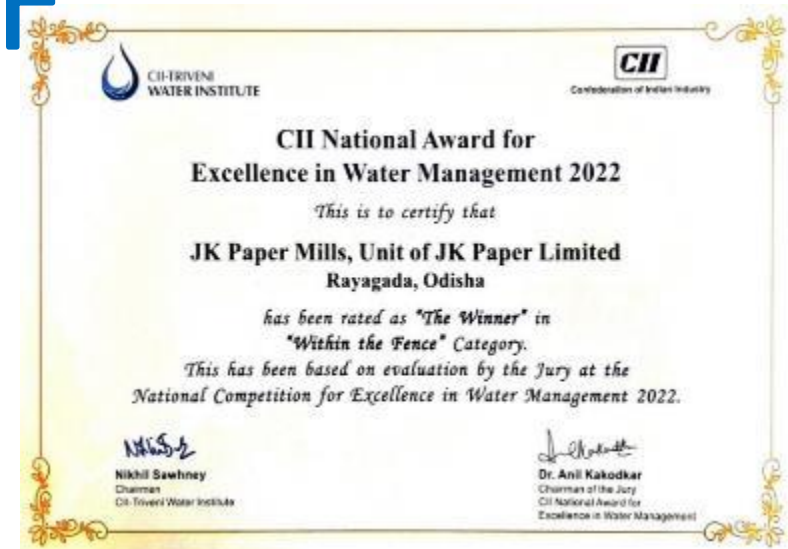 CII-TRIVENI
WATER INSTITUTE
CII
Confederation of Indian Industry
CII National Award for
Excellence in Water Management 2022
This is to certify that
JK Paper Mills, Unit of JK Paper Limited
Rayagada, Odisha
has been rated as "The Winner" in
"Within the Fence" Category.
This has been based on evaluation by the Jury at the
National Competition for Excellence in Water Management 2022.
Nikhil Sawhney
Chairman
CII-Triveni Water Institute
Dr. Anil Kakodkar
Chairman of the Jury
CII National Award for
Excellence in Water Management